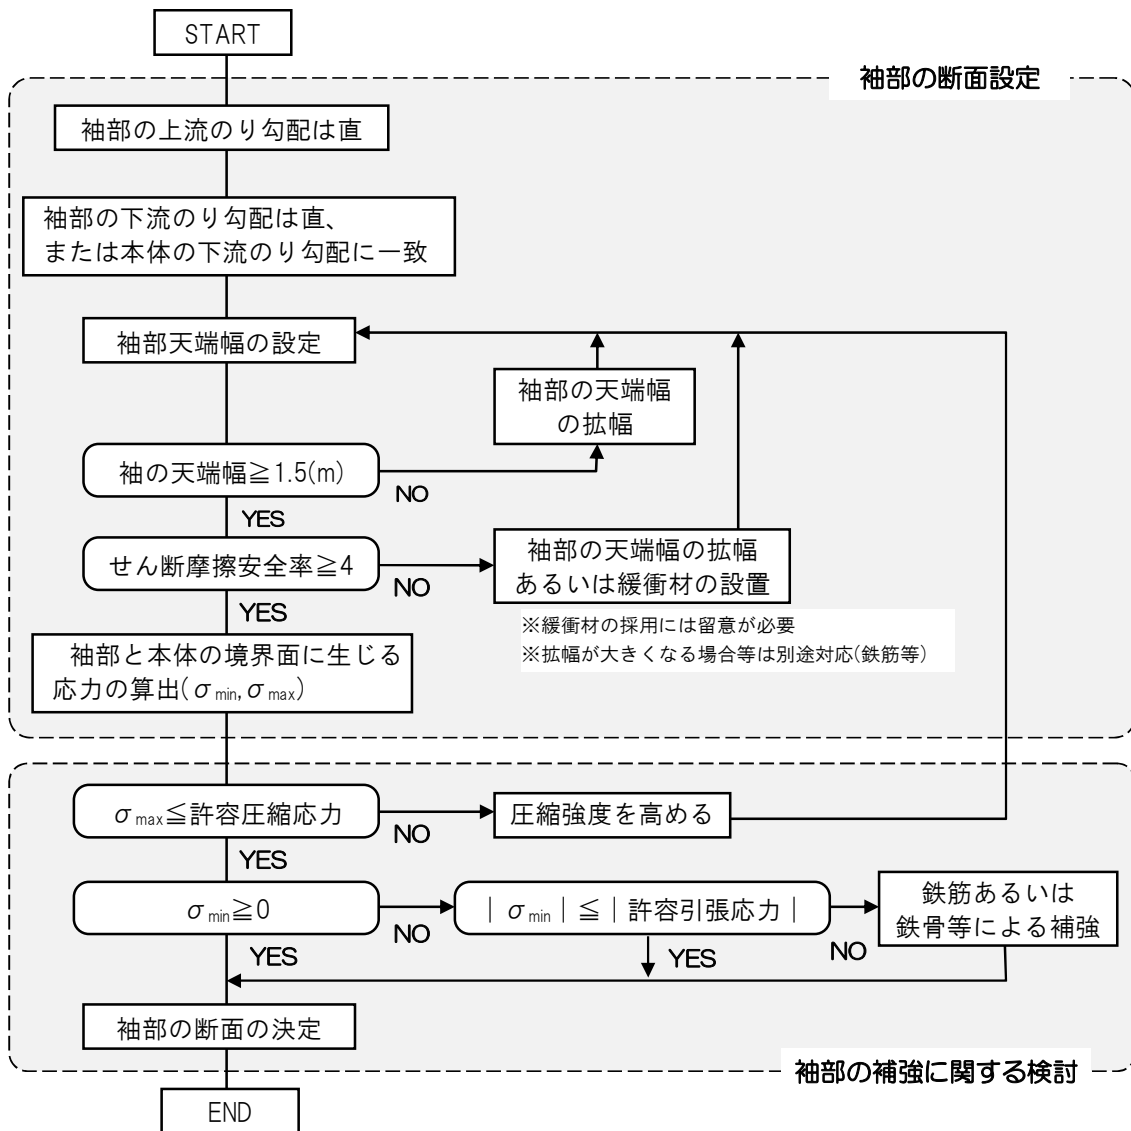 START
袖部の断面設定
袖部の上流のり勾配は直
袖部の下流のり勾配は直、
または本体の下流のり勾配に一致
袖部天端幅の設定
袖部の天端幅
の拡幅
袖の天端幅≧1.5(m)
NO
YES
せん断摩擦安全率≧4
NO
袖部の天端幅の拡幅
あるいは緩衝材の設置
YES
※緩衝材の採用には留意が必要
※拡幅が大きくなる場合等は別途対応(鉄筋等)
袖部と本体の境界面に生じる
応力の算出(σmin,σmax)
σmax≦許容圧縮応力
NO
圧縮強度を高める
YES
σmin≧0
NO
|σmin|≦|許容引張応力|
NO
鉄筋あるいは
鉄骨等による補強
YES
YES
袖部の断面の決定
袖部の補強に関する検討
END